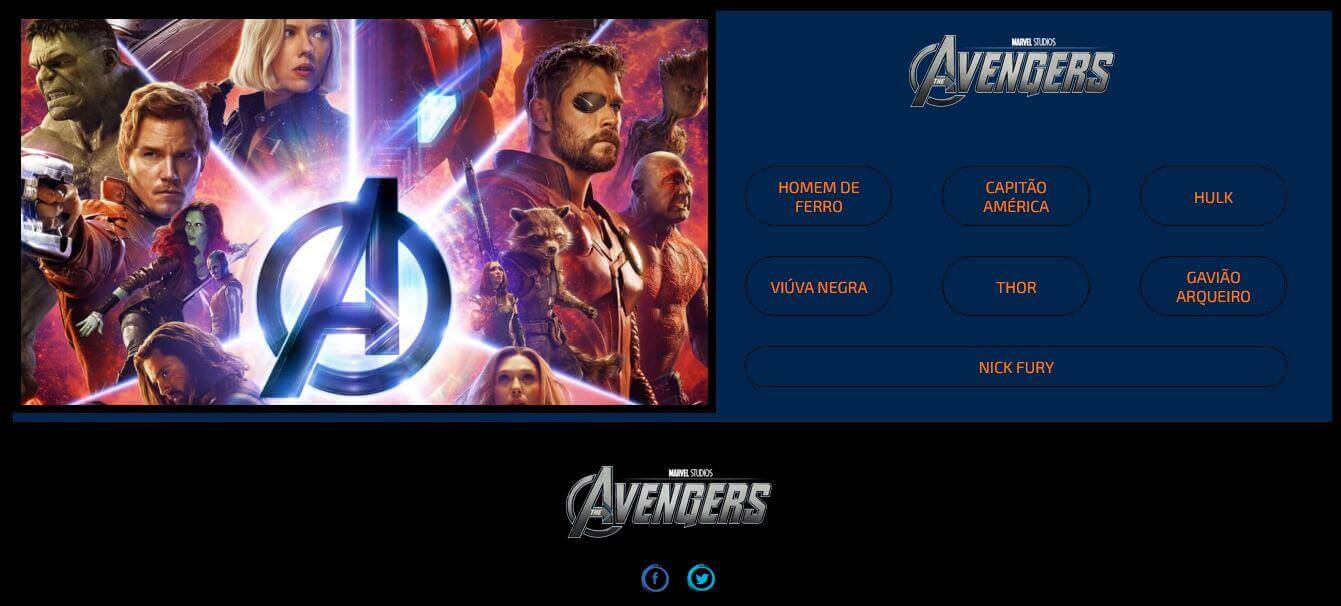 MARVEL STUDIOS
THE AVENGERS
HOMEM DE
FERRO
CAPITÃO
AMÉRICA
HULK
VIÚVA NEGRA
THOR
GAVIÃO
ARQUEIRO
NICK FURY
MARVEL STUDIOS
THE AVENGERS